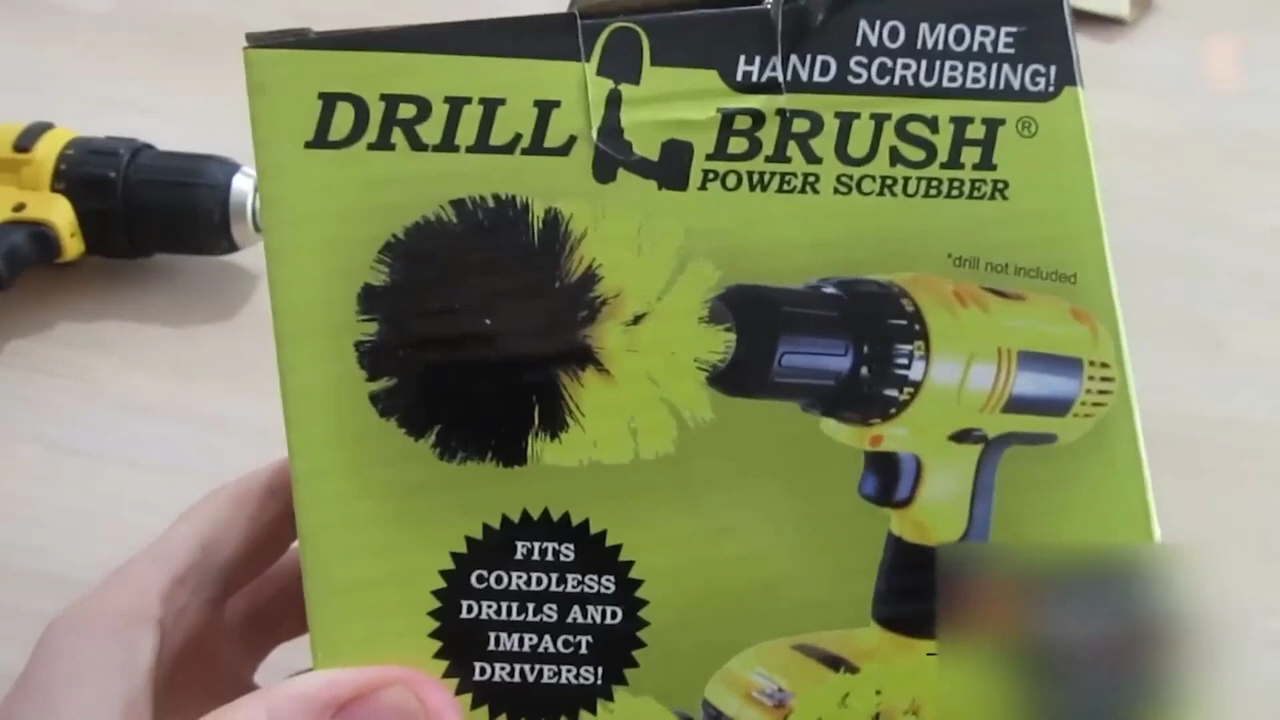 NO MORE
HAND SCRUBBING!
DRILL BRUSH®
POWER SCRUBBER
*drill not included
FITS
CORDLESS
DRILLS AND
IMPACT
DRIVERS!